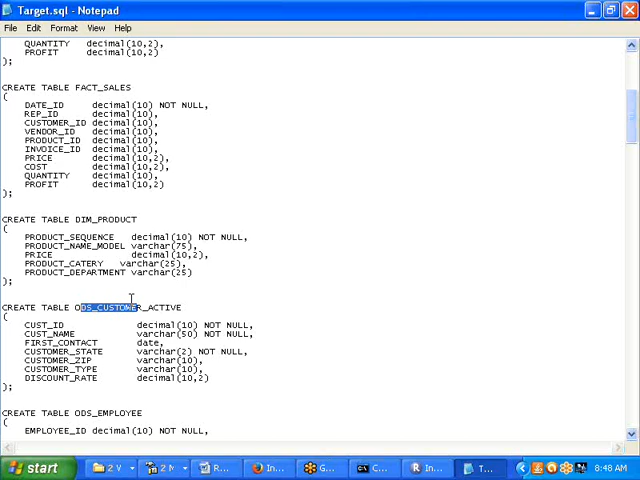 Target.sql - Notepad
File Edit Format View Help
QUANTITY decimal(10,2),
PROFIT decimal(10,2)
);
CREATE TABLE FACT_SALES
(
DATE_ID decimal(10) NOT NULL,
REP_ID decimal(10),
CUSTOMER_ID decimal(10),
VENDOR_ID decimal(10),
PRODUCT_ID decimal(10),
INVOICE_ID decimal(10),
PRICE decimal(10,2),
COST decimal(10,2),
QUANTITY decimal(10,2),
PROFIT decimal(10,2)
);
CREATE TABLE DIM_PRODUCT
(
PRODUCT_SEQUENCE decimal(10) NOT NULL,
PRODUCT_NAME_MODEL varchar(75),
PRICE decimal(10,2),
PRODUCT_CATERY varchar(25),
PRODUCT_DEPARTMENT varchar(25)
);
CREATE TABLE ODS_CUSTOMER_ACTIVE
(
CUST_ID decimal(10) NOT NULL,
CUST_NAME varchar(50) NOT NULL,
FIRST_CONTACT date,
CUSTOMER_STATE varchar(2) NOT NULL,
CUSTOMER_ZIP varchar(10),
CUSTOMER_TYPE varchar(10),
DISCOUNT_RATE decimal(10,2)
);
CREATE TABLE ODS_EMPLOYEE
(
EMPLOYEE_ID decimal(10) NOT NULL,
start 2 V 2 M R... In... G... C... In... T... 8:48 AM